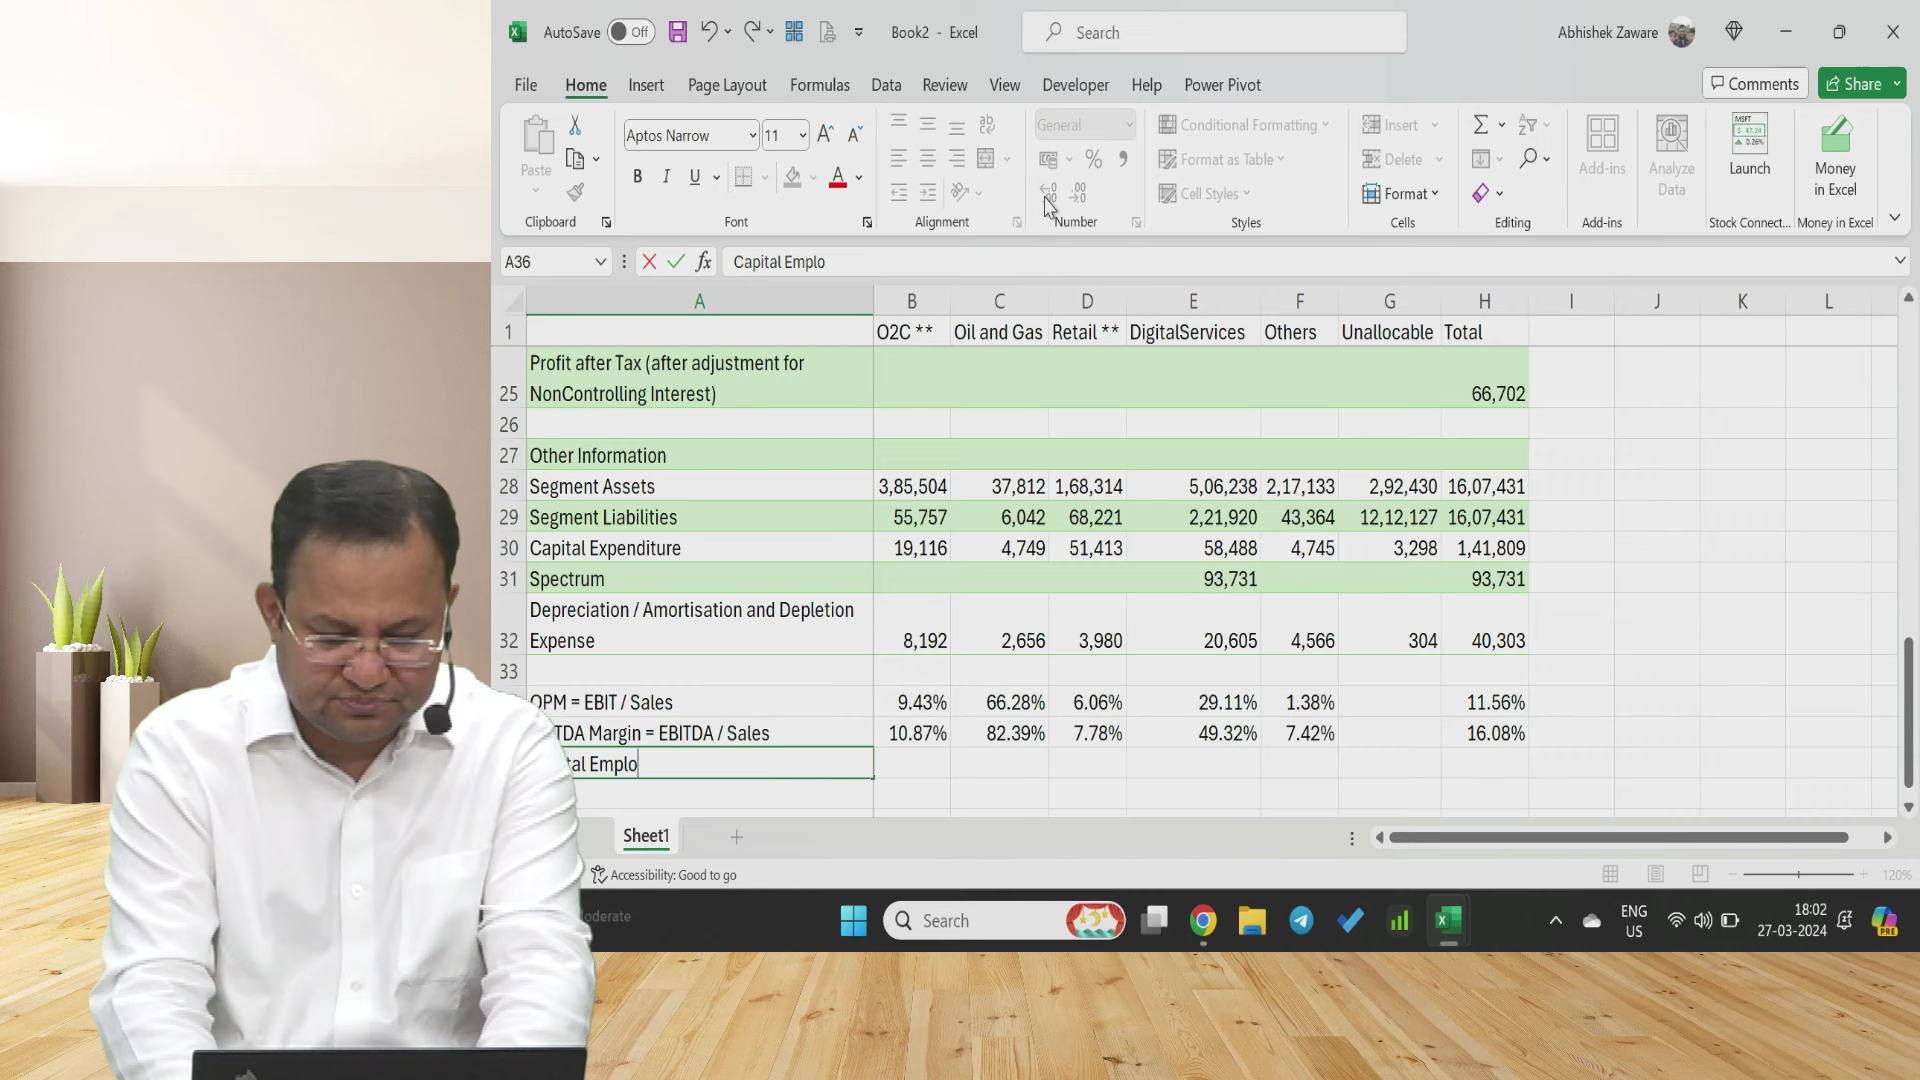 AutoSave Off Book2 - Excel Search Abhishek Zaware
File Home Insert Page Layout Formulas Data Review View Developer Help Power Pivot Comments Share
Paste Aptos Narrow 11 General Conditional Formatting Insert
Format as Table Delete Add-ins Analyze Data Launch Money in Excel
B I U Cell Styles Format
Clipboard Font Alignment Number Styles Cells Editing Add-ins Stock Connect... Money in Excel
A36 fx Capital Emplo
A B C D E F G H I J K L
1 O2C ** Oil and Gas Retail ** DigitalServices Others Unallocable Total
Profit after Tax (after adjustment for
25 NonControlling Interest) 66,702
26
27 Other Information
28 Segment Assets 3,85,504 37,812 1,68,314 5,06,238 2,17,133 2,92,430 16,07,431
29 Segment Liabilities 55,757 6,042 68,221 2,21,920 43,364 12,12,127 16,07,431
30 Capital Expenditure 19,116 4,749 51,413 58,488 4,745 3,298 1,41,809
31 Spectrum 93,731 93,731
Depreciation / Amortisation and Depletion
32 Expense 8,192 2,656 3,980 20,605 4,566 304 40,303
33
OPM = EBIT / Sales 9.43% 66.28% 6.06% 29.11% 1.38% 11.56%
TDA Margin = EBITDA / Sales 10.87% 82.39% 7.78% 49.32% 7.42% 16.08%
tal Emplo
Sheet1
Accessibility: Good to go 120%
oderate Search ENG US 18:02 27-03-2024